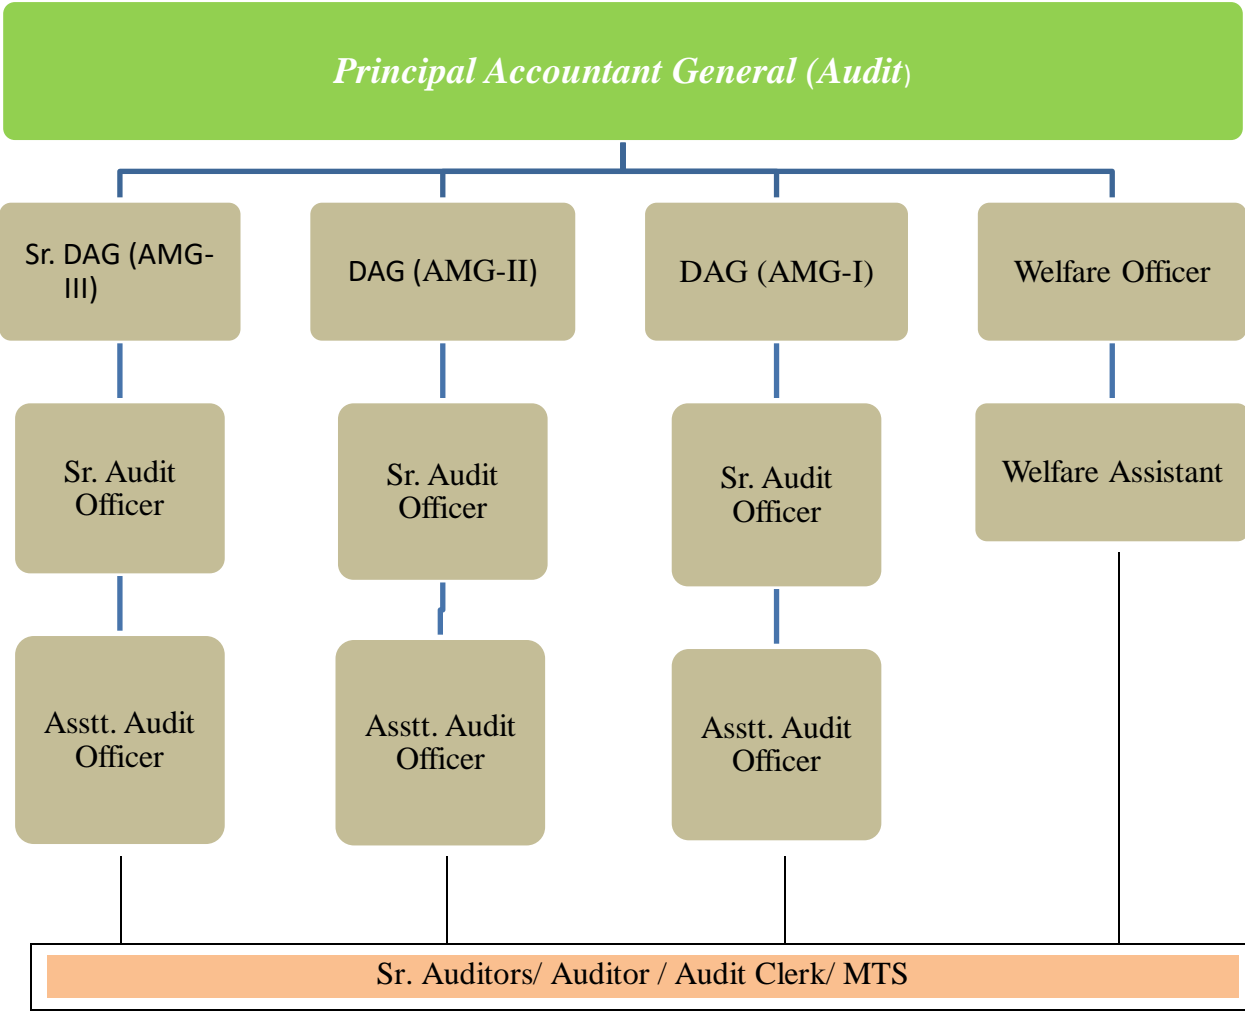 Principal Accountant General (Audit)
Sr. DAG (AMG-
III)
DAG (AMG-II)
DAG (AMG-I)
Welfare Officer
Sr. Audit
Officer
Sr. Audit
Officer
Sr. Audit
Officer
Welfare Assistant
Asstt. Audit
Officer
Asstt. Audit
Officer
Asstt. Audit
Officer
Sr. Auditors/ Auditor / Audit Clerk/ MTS